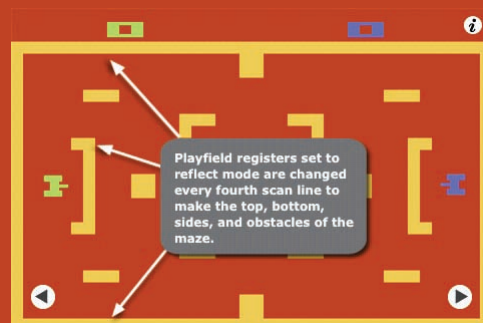 i
Playfield registers set to
reflect mode are changed
every fourth scan line to
make the top, bottom,
sides, and obstacles of the
maze.